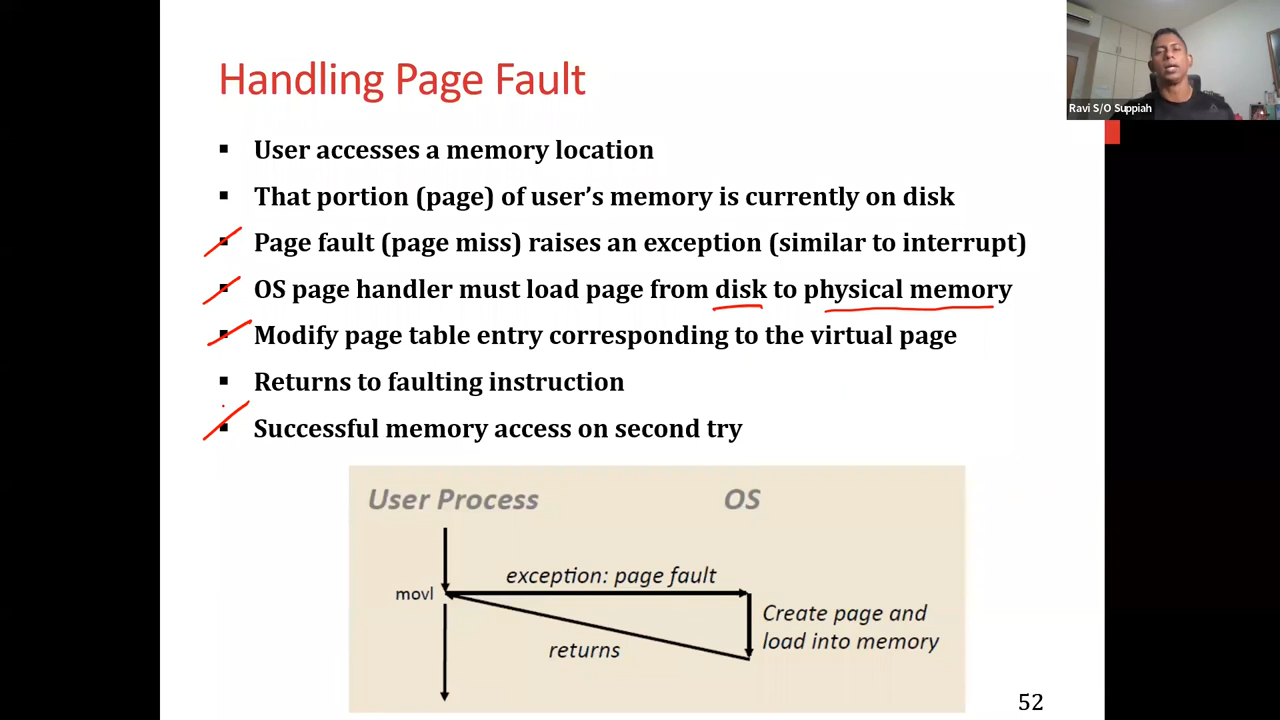 Handling Page Fault
Ravi S/O Suppiah
▪ User accesses a memory location
▪ That portion (page) of user's memory is currently on disk
▪ Page fault (page miss) raises an exception (similar to interrupt)
▪ OS page handler must load page from disk to physical memory
▪ Modify page table entry corresponding to the virtual page
▪ Returns to faulting instruction
▪ Successful memory access on second try
User Process
OS
exception: page fault
movl
Create page and
load into memory
returns
52